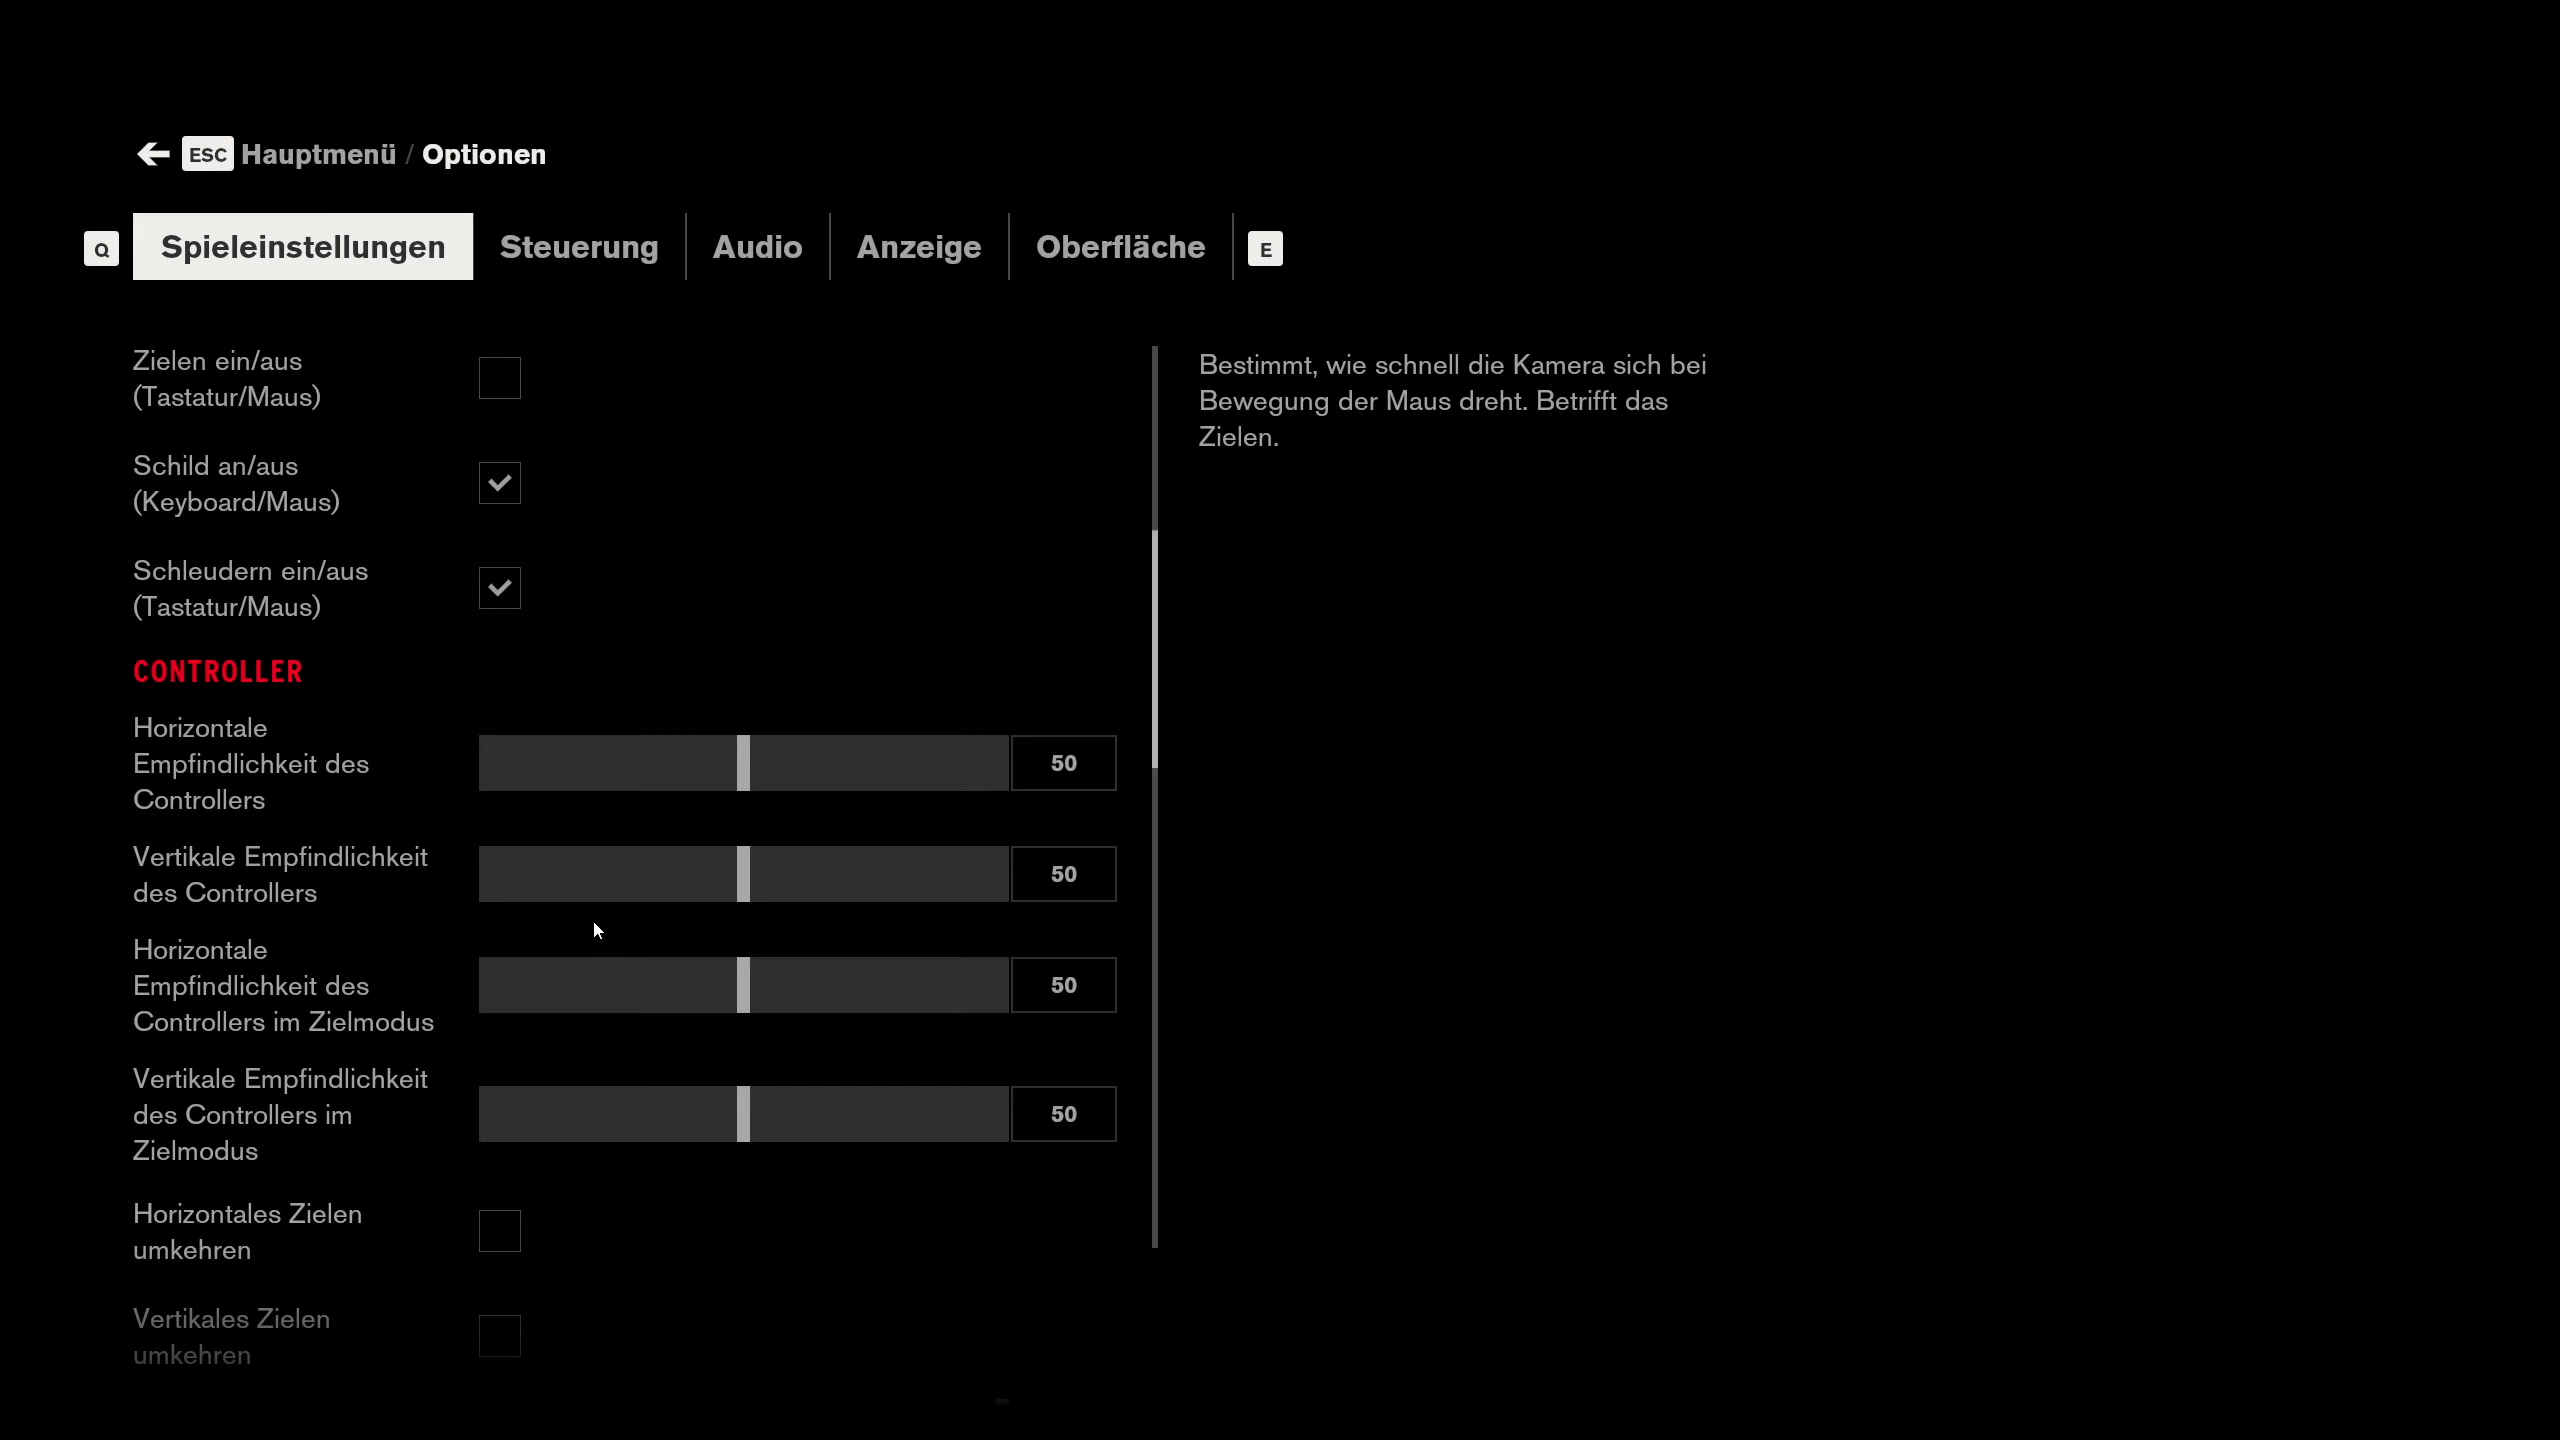 ESC Hauptmenü / Optionen
Q Spieleinstellungen Steuerung Audio Anzeige Oberfläche E
Zielen ein/aus
(Tastatur/Maus)
Schild an/aus
(Keyboard/Maus)
Schleudern ein/aus
(Tastatur/Maus)
CONTROLLER
Horizontale
Empfindlichkeit des
Controllers
50
Vertikale Empfindlichkeit
des Controllers
50
Horizontale
Empfindlichkeit des
Controllers im Zielmodus
50
Vertikale Empfindlichkeit
des Controllers im
Zielmodus
50
Horizontales Zielen
umkehren
Vertikales Zielen
umkehren
Bestimmt, wie schnell die Kamera sich bei
Bewegung der Maus dreht. Betrifft das
Zielen.